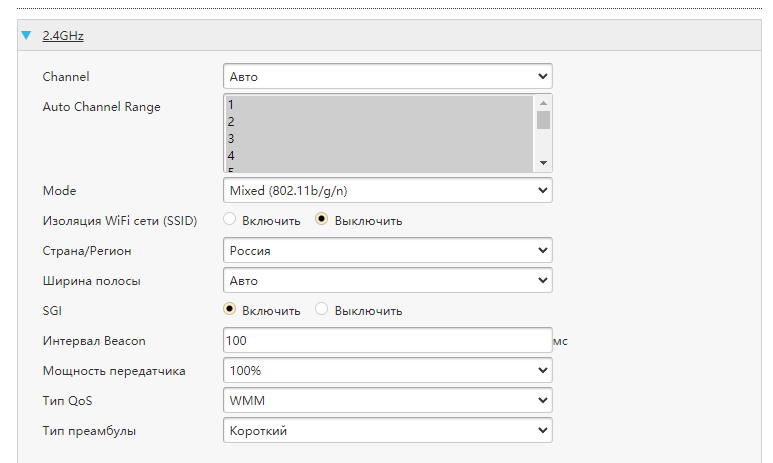 2.4GHz
Channel Авто
Auto Channel Range 1
2
3
4
5
Mode Mixed (802.11b/g/n)
Изоляция WiFi сети (SSID) Включить Выключить
Страна/Регион Россия
Ширина полосы Авто
SGI Включить Выключить
Интервал Beacon 100 мс
Мощность передатчика 100%
Тип QoS WMM
Тип преамбулы Короткий